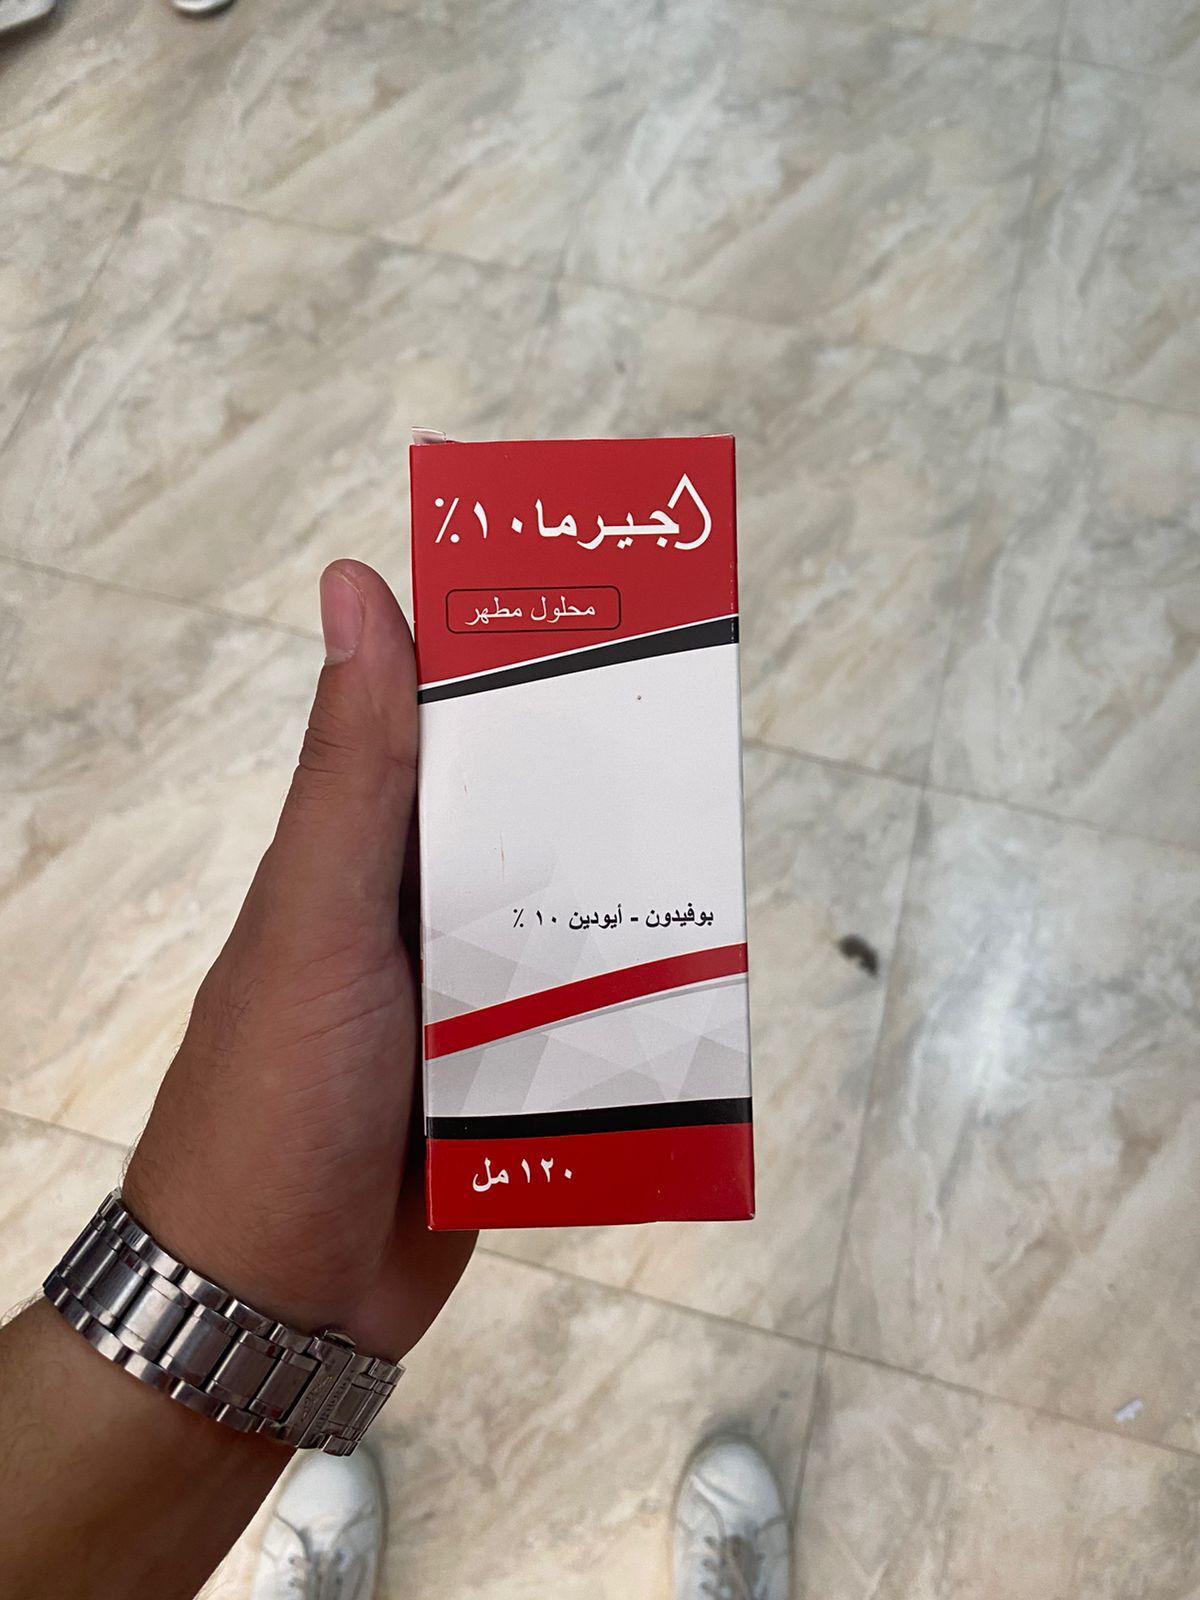 جيرما ١٠٪
محلول مطهر
بوفيدون - أيودين ١٠ ٪
١٢٠ مل